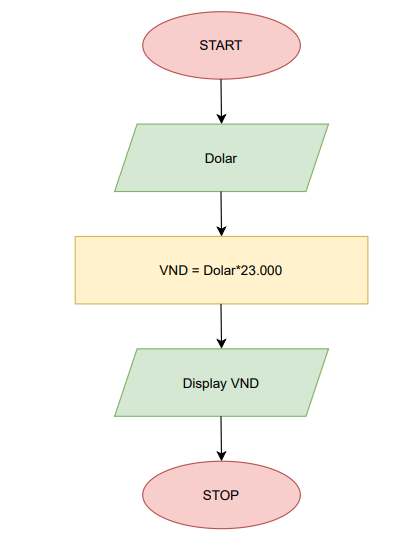 START
Dolar
VND = Dolar*23.000
Display VND
STOP